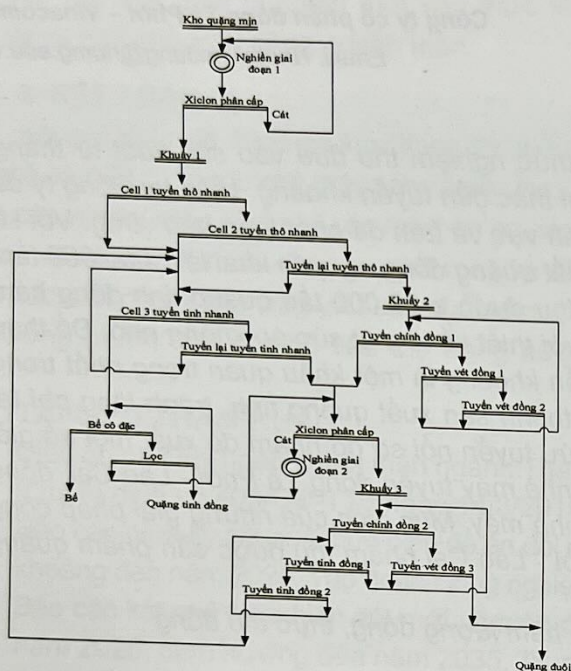 Kho quặng mịn
Nghiền giai
đoạn 1
Xiclon phân cấp
Cát
Khuấy 1
Cell 1 tuyển thô nhanh
Cell 2 tuyển thô nhanh
Tuyển lại tuyển thô nhanh
Khuấy 2
Cell 3 tuyển tinh nhanh
Tuyển chính đồng 1
Tuyển lại tuyển tinh nhanh
Tuyển vét đồng 1
Tuyển vét đồng 2
Bể cô đặc
Xiclon phân cấp
Cát
Lọc
Nghiền giai
đoạn 2
Khuấy 3
Bể
Quặng tinh đồng
Tuyển chính đồng 2
Tuyển tinh đồng 1
Tuyển vét đồng 3
Tuyển tinh đồng 2
Quặng đuôi